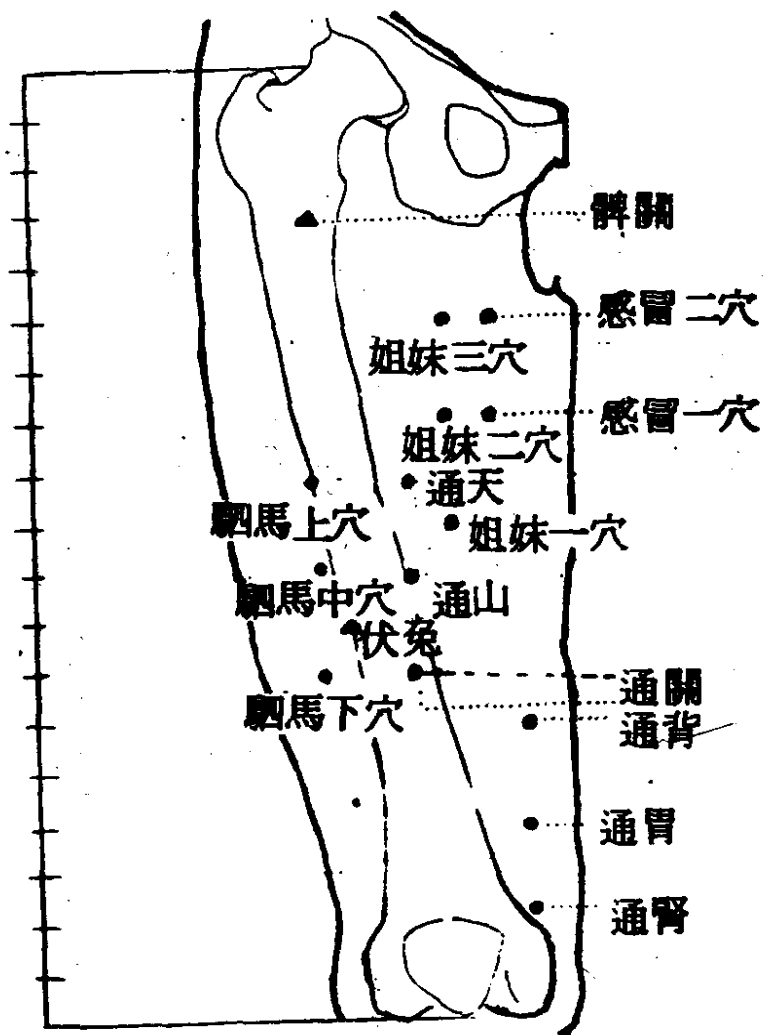 髀關
感冒二穴
姐妹三穴
感冒一穴
姐妹二穴
通天
駟馬上穴
姐妹一穴
駟馬中穴
通山
伏兔
通關
駟馬下穴
通背
通胃
通腎